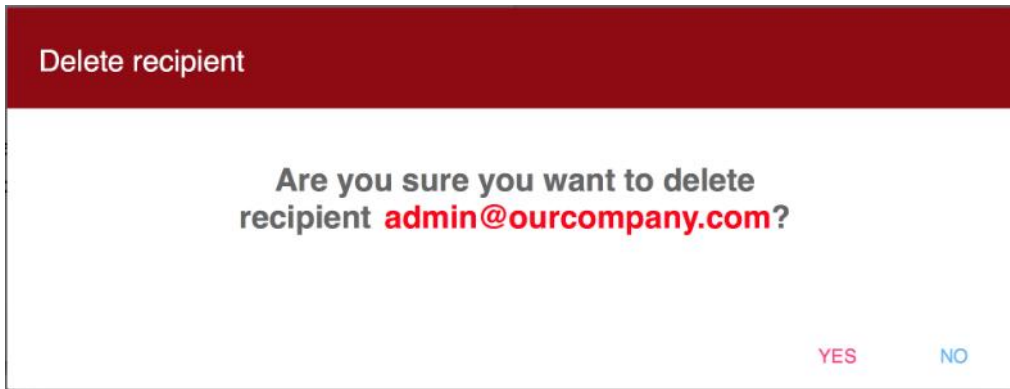 Delete recipient
Are you sure you want to delete
recipient admin@ourcompany.com?
YES NO